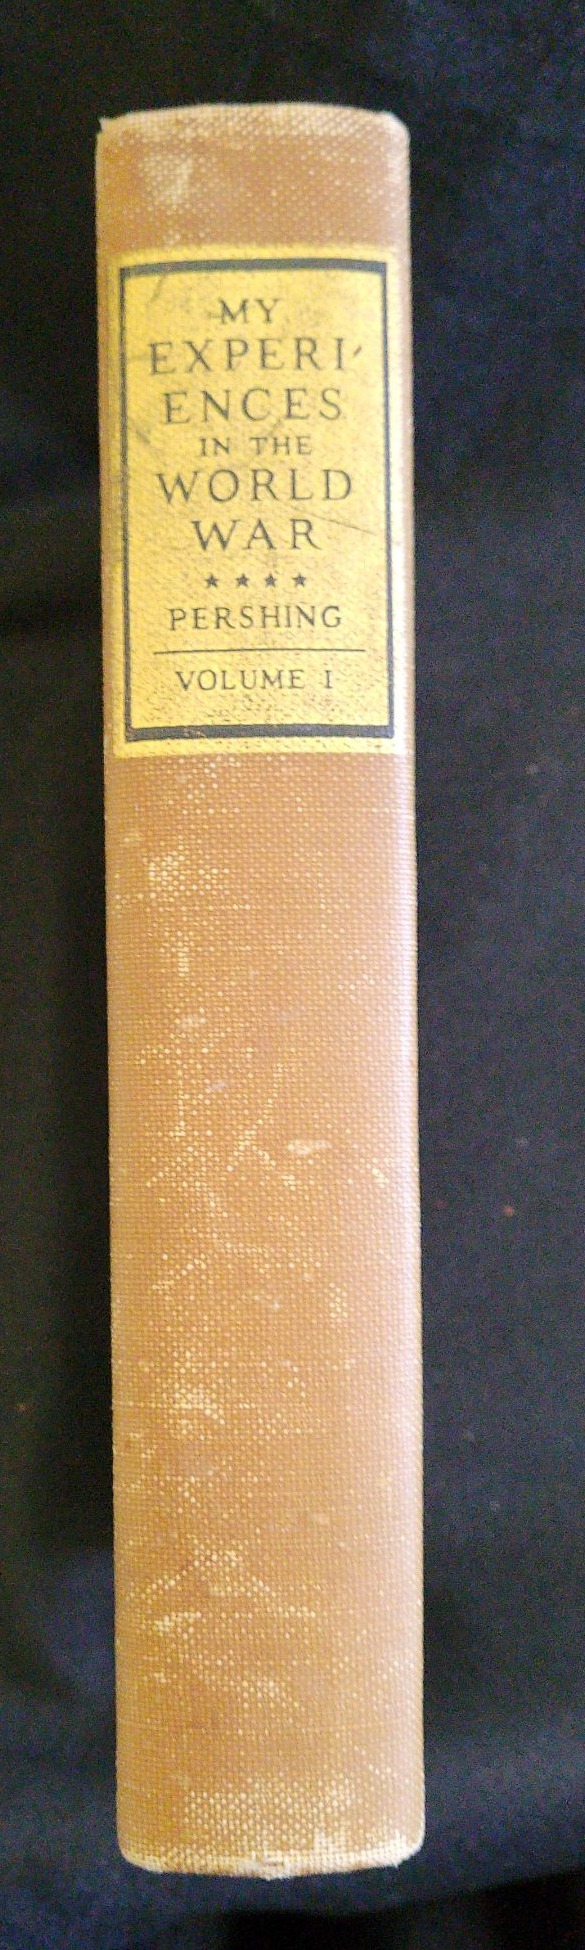 MY
EXPERI-
ENCES
IN THE
WORLD
WAR
★★★★
PERSHING
VOLUME I